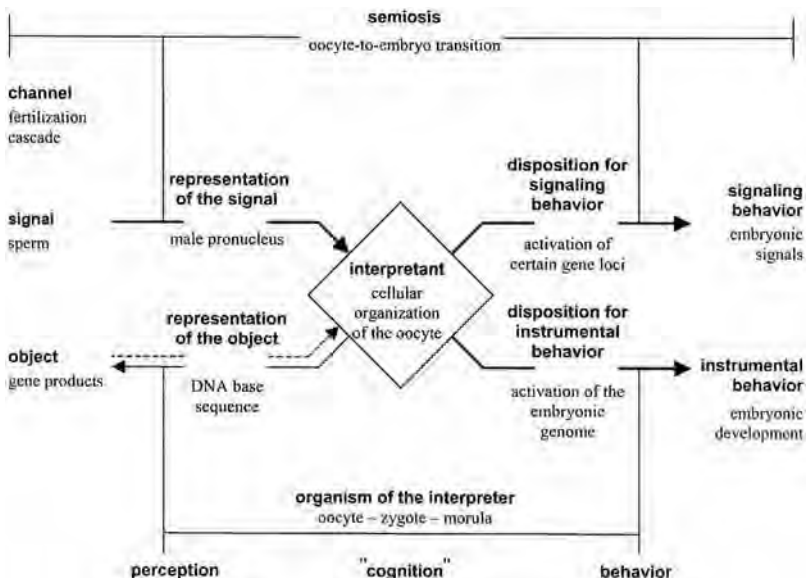 semiosis
oocyte-to-embryo transition
channel
fertilization
cascade
representation
of the signal
disposition for
signaling
behavior
signal
sperm
male pronucleus
activation of
certain gene loci
signaling
behavior
embryonic
signals
interpretant
cellular
organization
of the oocyte
representation
of the object
disposition for
instrumental
behavior
object
gene products
DNA base
sequence
activation of the
embryonic
genome
instrumental
behavior
embryonic
development
organism of the interpreter
oocyte – zygote – morula
perception
"cognition"
behavior